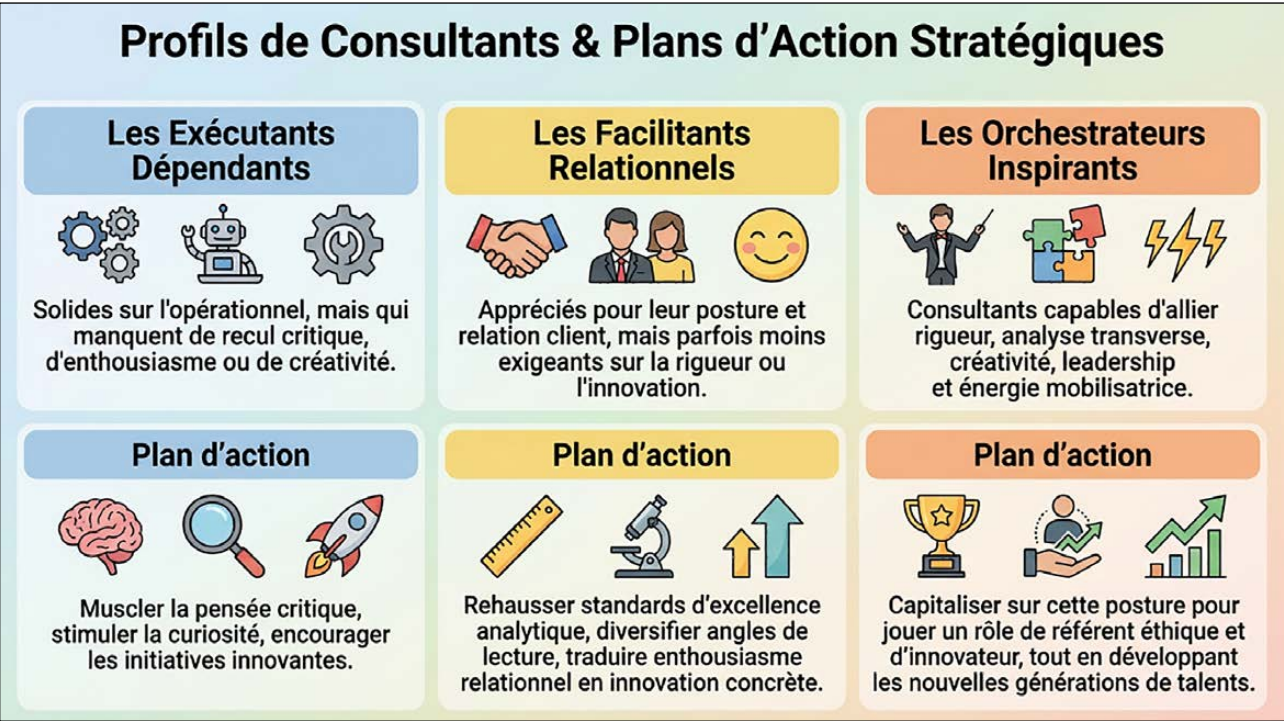 Profils de Consultants & Plans d’Action Stratégiques
Les Exécutants
Dépendants
Solides sur l'opérationnel, mais qui
manquent de recul critique,
d'enthousiasme ou de créativité.
Les Facilitants
Relationnels
Appréciés pour leur posture et
relation client, mais parfois moins
exigeants sur la rigueur ou
l'innovation.
Les Orchestrateurs
Inspirants
Consultants capables d'allier
rigueur, analyse transverse,
créativité, leadership
et énergie mobilisatrice.
Plan d’action
Muscler la pensée critique,
stimuler la curiosité, encourager
les initiatives innovantes.
Plan d’action
Rehausser standards d’excellence
analytique, diversifier angles de
lecture, traduire enthousiasme
relationnel en innovation concrète.
Plan d’action
Capitaliser sur cette posture pour
jouer un rôle de référent éthique et
d’innovateur, tout en développant
les nouvelles générations de talents.